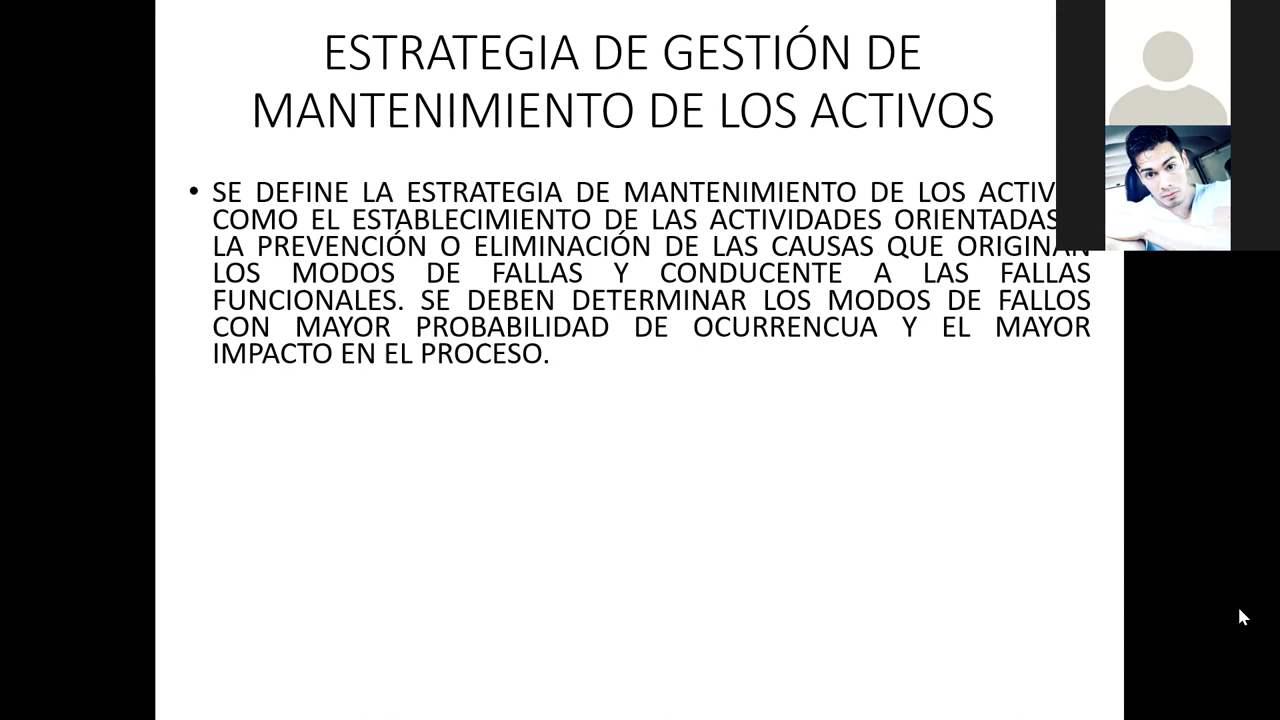 ESTRATEGIA DE GESTIÓN DE
MANTENIMIENTO DE LOS ACTIVOS
• SE DEFINE LA ESTRATEGIA DE MANTENIMIENTO DE LOS
COMO EL ESTABLECIMIENTO DE LAS ACTIVIDADES ORIENTADAS
LA PREVENCIÓN O ELIMINACIÓN DE LAS CAUSAS QUE ORIGINAN
LOS MODOS DE FALLAS Y CONDUCENTE A LAS FALLAS
FUNCIONALES. SE DEBEN DETERMINAR LOS MODOS DE FALLOS
CON MAYOR PROBABILIDAD DE OCURRENCUA Y EL MAYOR
IMPACTO EN EL PROCESO.